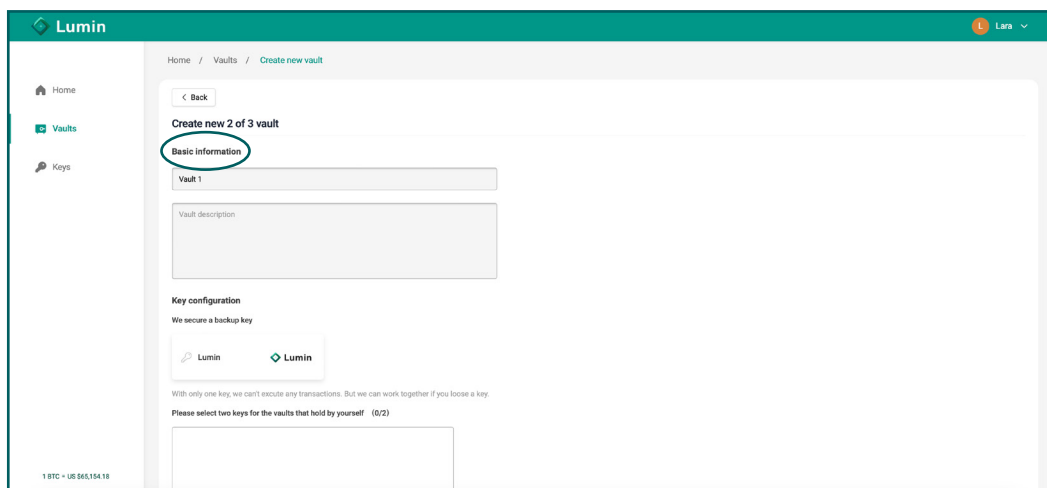 Lumin
L Lara
Home / Vaults / Create new vault
Home
Vaults
Keys
< Back
Create new 2 of 3 vault
Basic information
Vault 1
Vault description
Key configuration
We secure a backup key
Lumin Lumin
With only one key, we can't excute any transactions. But we can work together if you loose a key.
Please select two keys for the vaults that hold by yourself (0/2)
1 BTC = US $65,154.18